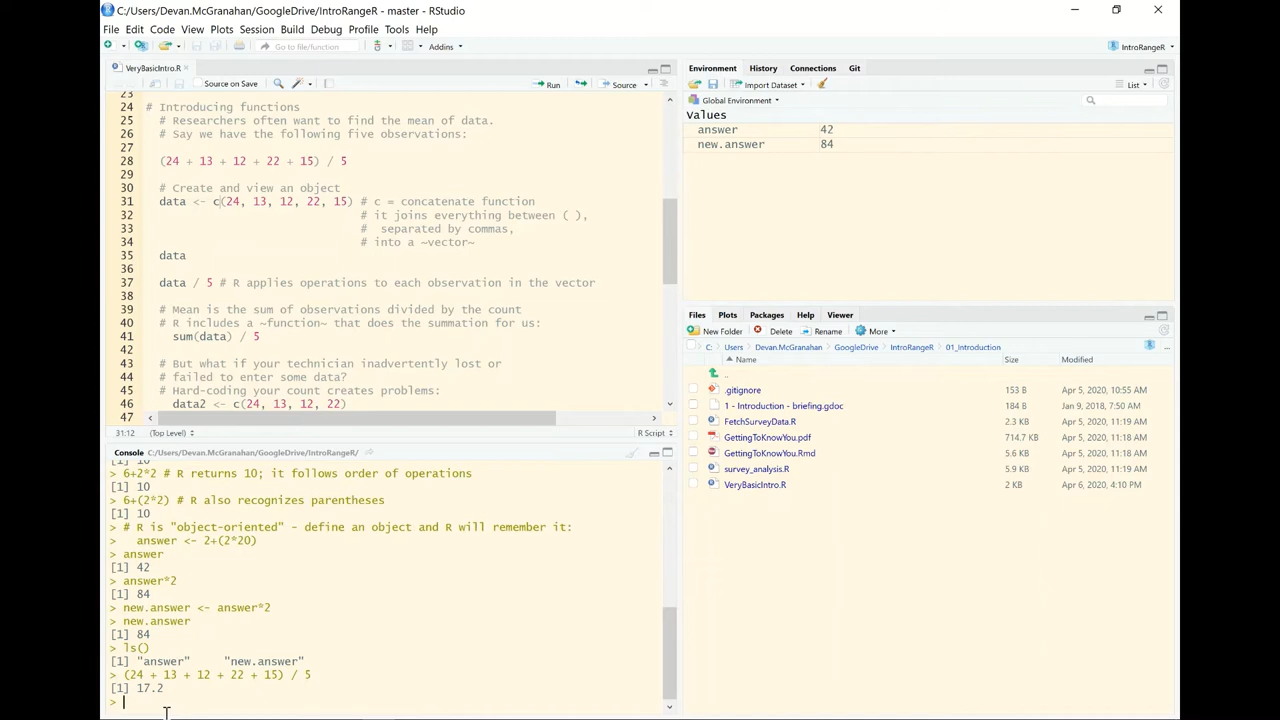 C:/Users/Devan.McGranahan/GoogleDrive/IntroRangeR - master - RStudio
File Edit Code View Plots Session Build Debug Profile Tools Help
Go to file/function
Addins
IntroRangeR
VeryBasicIntro.R
Source on Save
Run
Source
23
24 # Introducing functions
25 # Researchers often want to find the mean of data.
26 # Say we have the following five observations:
27
28 (24 + 13 + 12 + 22 + 15) / 5
29
30 # Create and view an object
31 data <- c(24, 13, 12, 22, 15) # c = concatenate function
32 # it joins everything between ( ),
33 # separated by commas,
34 # into a ~vector~
35 data
36
37 data / 5 # R applies operations to each observation in the vector
38
39 # Mean is the sum of observations divided by the count
40 # R includes a ~function~ that does the summation for us:
41 sum(data) / 5
42
43 # But what if your technician inadvertently lost or
44 # failed to enter some data?
45 # Hard-coding your count creates problems:
46 data2 <- c(24, 13, 12, 22)
47
31:12 (Top Level) R Script
Console C:/Users/Devan.McGranahan/GoogleDrive/IntroRangeR/
[1] 10
> 6+2*2 # R returns 10; it follows order of operations
[1] 10
> 6+(2*2) # R also recognizes parentheses
[1] 10
> # R is "object-oriented" - define an object and R will remember it:
> answer <- 2+(2*20)
> answer
[1] 42
> answer*2
[1] 84
> new.answer <- answer*2
> new.answer
[1] 84
> ls()
[1] "answer" "new.answer"
> (24 + 13 + 12 + 22 + 15) / 5
[1] 17.2
>
Environment History Connections Git
Import Dataset List
Global Environment
Values
answer 42
new.answer 84
Files Plots Packages Help Viewer
New Folder Delete Rename More
C: Users Devan.McGranahan GoogleDrive IntroRangeR 01_Introduction ...
Name Size Modified
..
.gitignore 153 B Apr 5, 2020, 10:55 AM
1 - Introduction - briefing.gdoc 184 B Jan 9, 2018, 7:50 AM
FetchSurveyData.R 2.3 KB Apr 5, 2020, 11:19 AM
GettingToKnowYou.pdf 714.7 KB Apr 5, 2020, 11:18 AM
GettingToKnowYou.Rmd 5.9 KB Apr 5, 2020, 11:18 AM
survey_analysis.R 5.9 KB Apr 5, 2020, 11:19 AM
VeryBasicIntro.R 2 KB Apr 6, 2020, 4:10 PM